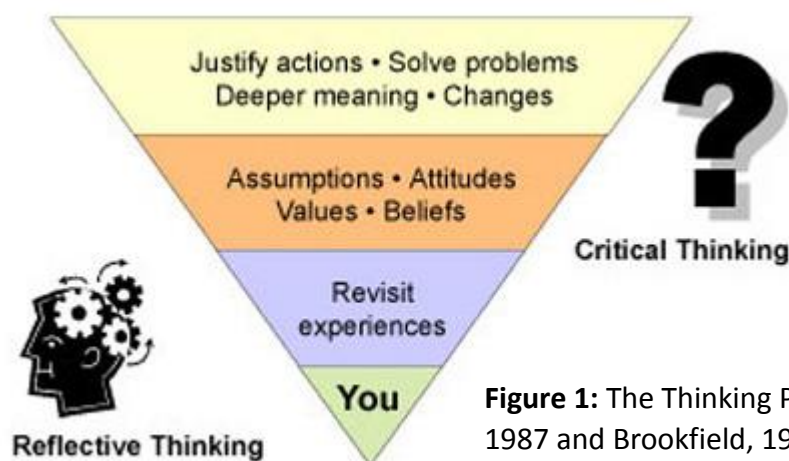 Justify actions • Solve problems
Deeper meaning • Changes
Assumptions • Attitudes
Values • Beliefs
Critical Thinking
Revisit
experiences
You
Reflective Thinking
Figure 1: The Thinking
1987 and Brookfield,